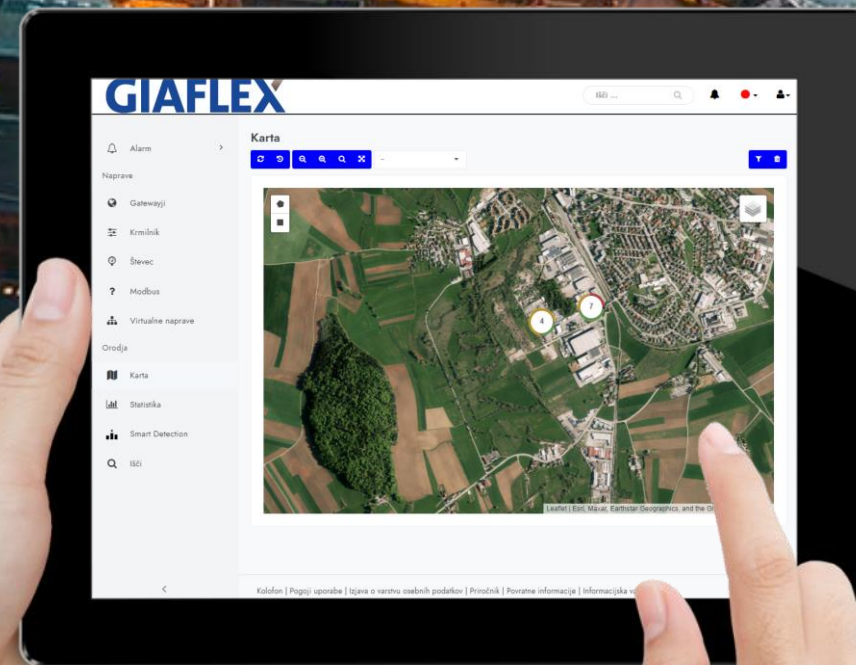 GIAFLEX
Išči ...
Alarm
Naprave
Gatewayji
Krmilnik
Števec
? Modbus
Virtualne naprave
Orodja
Karta
Statistika
Smart Detection
Išči
Karta
--
4
7
Leaflet | Esri, Maxar, Earthstar Geographics, and the
Kolofon | Pogoji uporabe | Izjava o varstvu osebnih podatkov | Priročnik | Povratne informacije | Informacijska